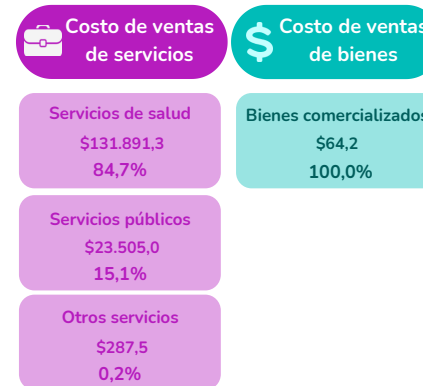 Costo de ventas
de servicios
Servicios de salud
$131.891,3
84,7%
Servicios públicos
$23.505,0
15,1%
Otros servicios
$287,5
0,2%
Costo de ventas
de bienes
Bienes comercializados
$64,2
100,0%